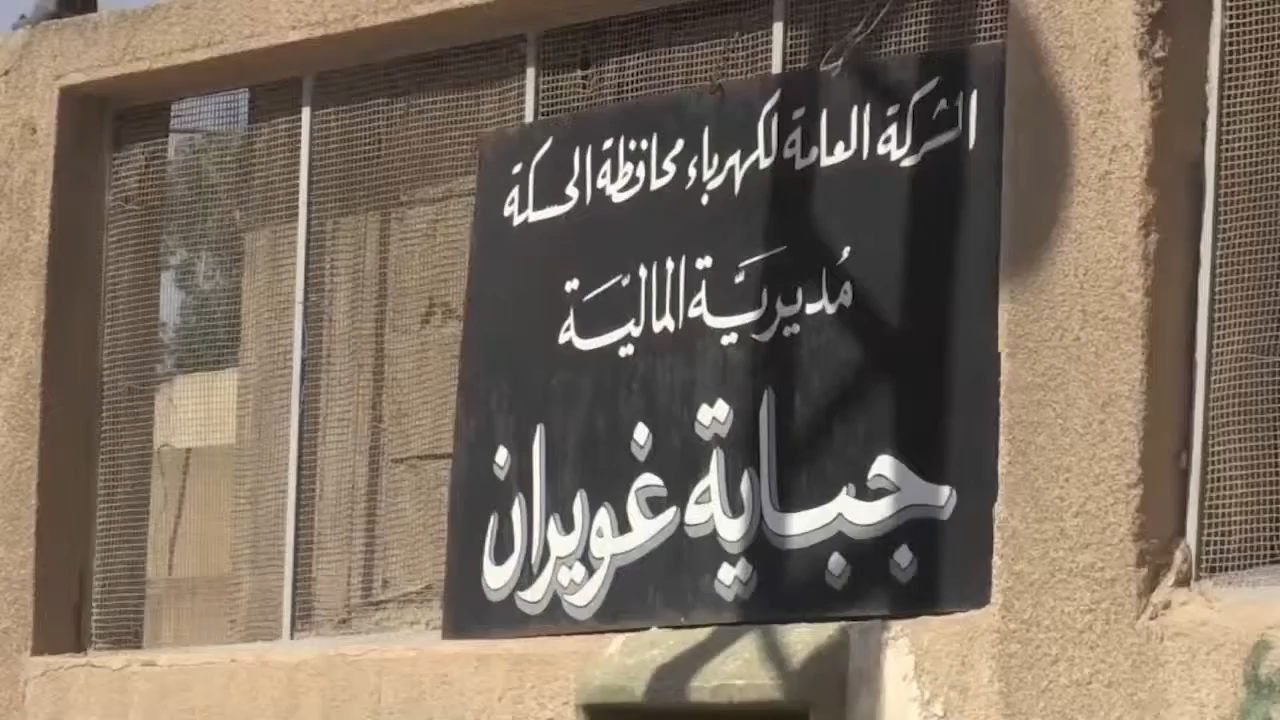 الشركة العامة لكهرباء محافظة الحسكة
مُديريَّة الماليَّة
جباية غويران